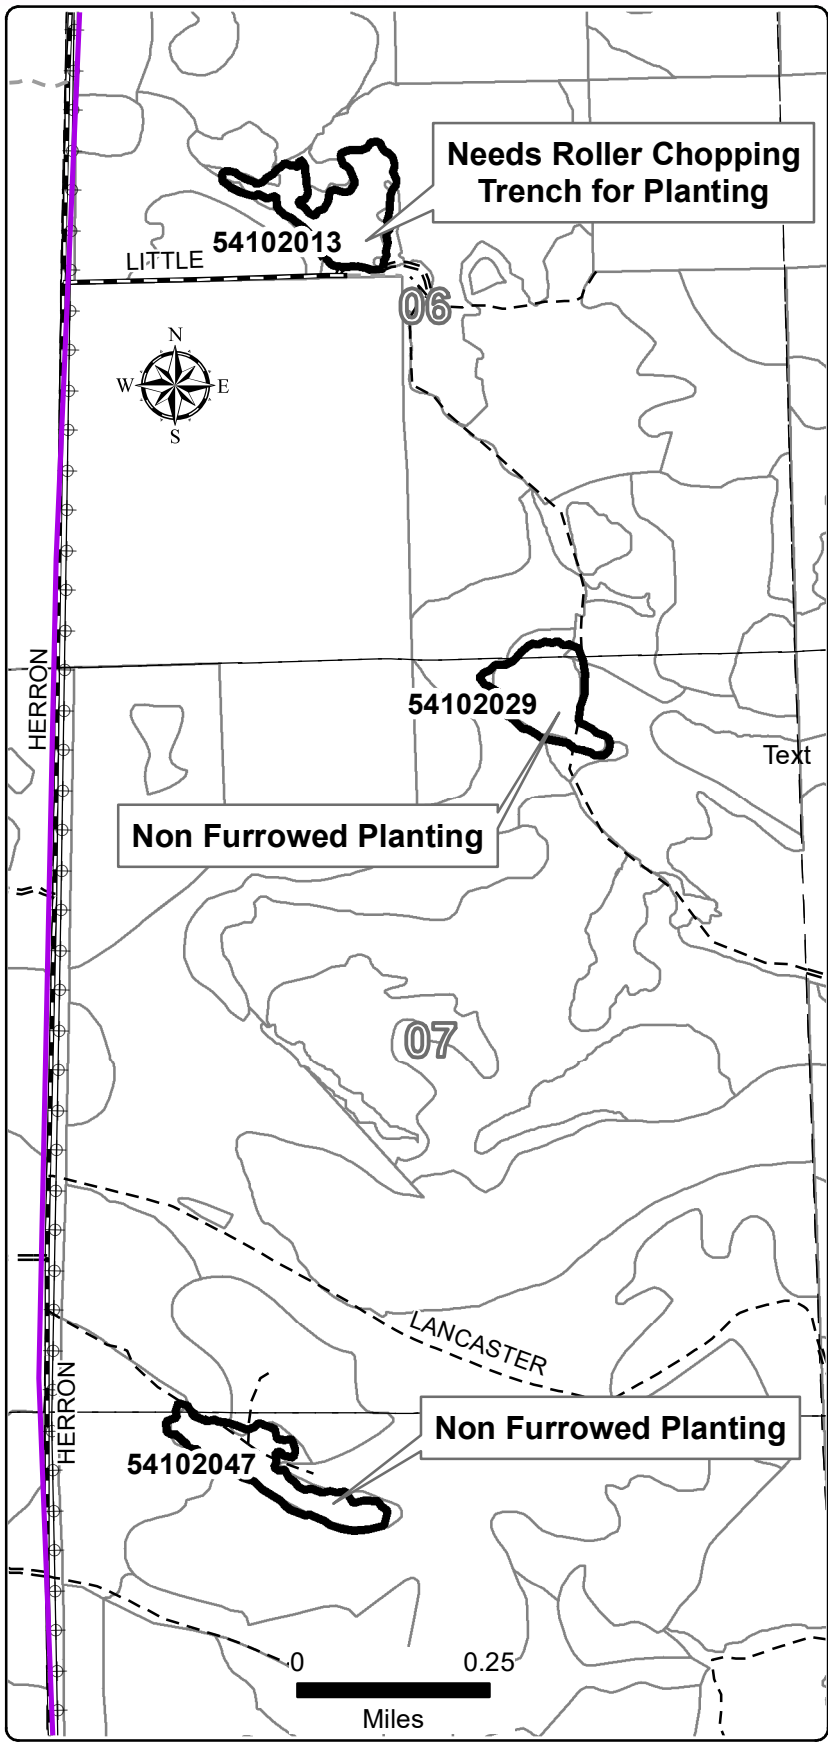 Needs Roller Chopping
Trench for Planting
54102013
LITTLE
06
N
W
E
S
HERRON
54102029
Text
Non Furrowed Planting
07
LANCASTER
HERRON
Non Furrowed Planting
54102047
0
0.25
Miles